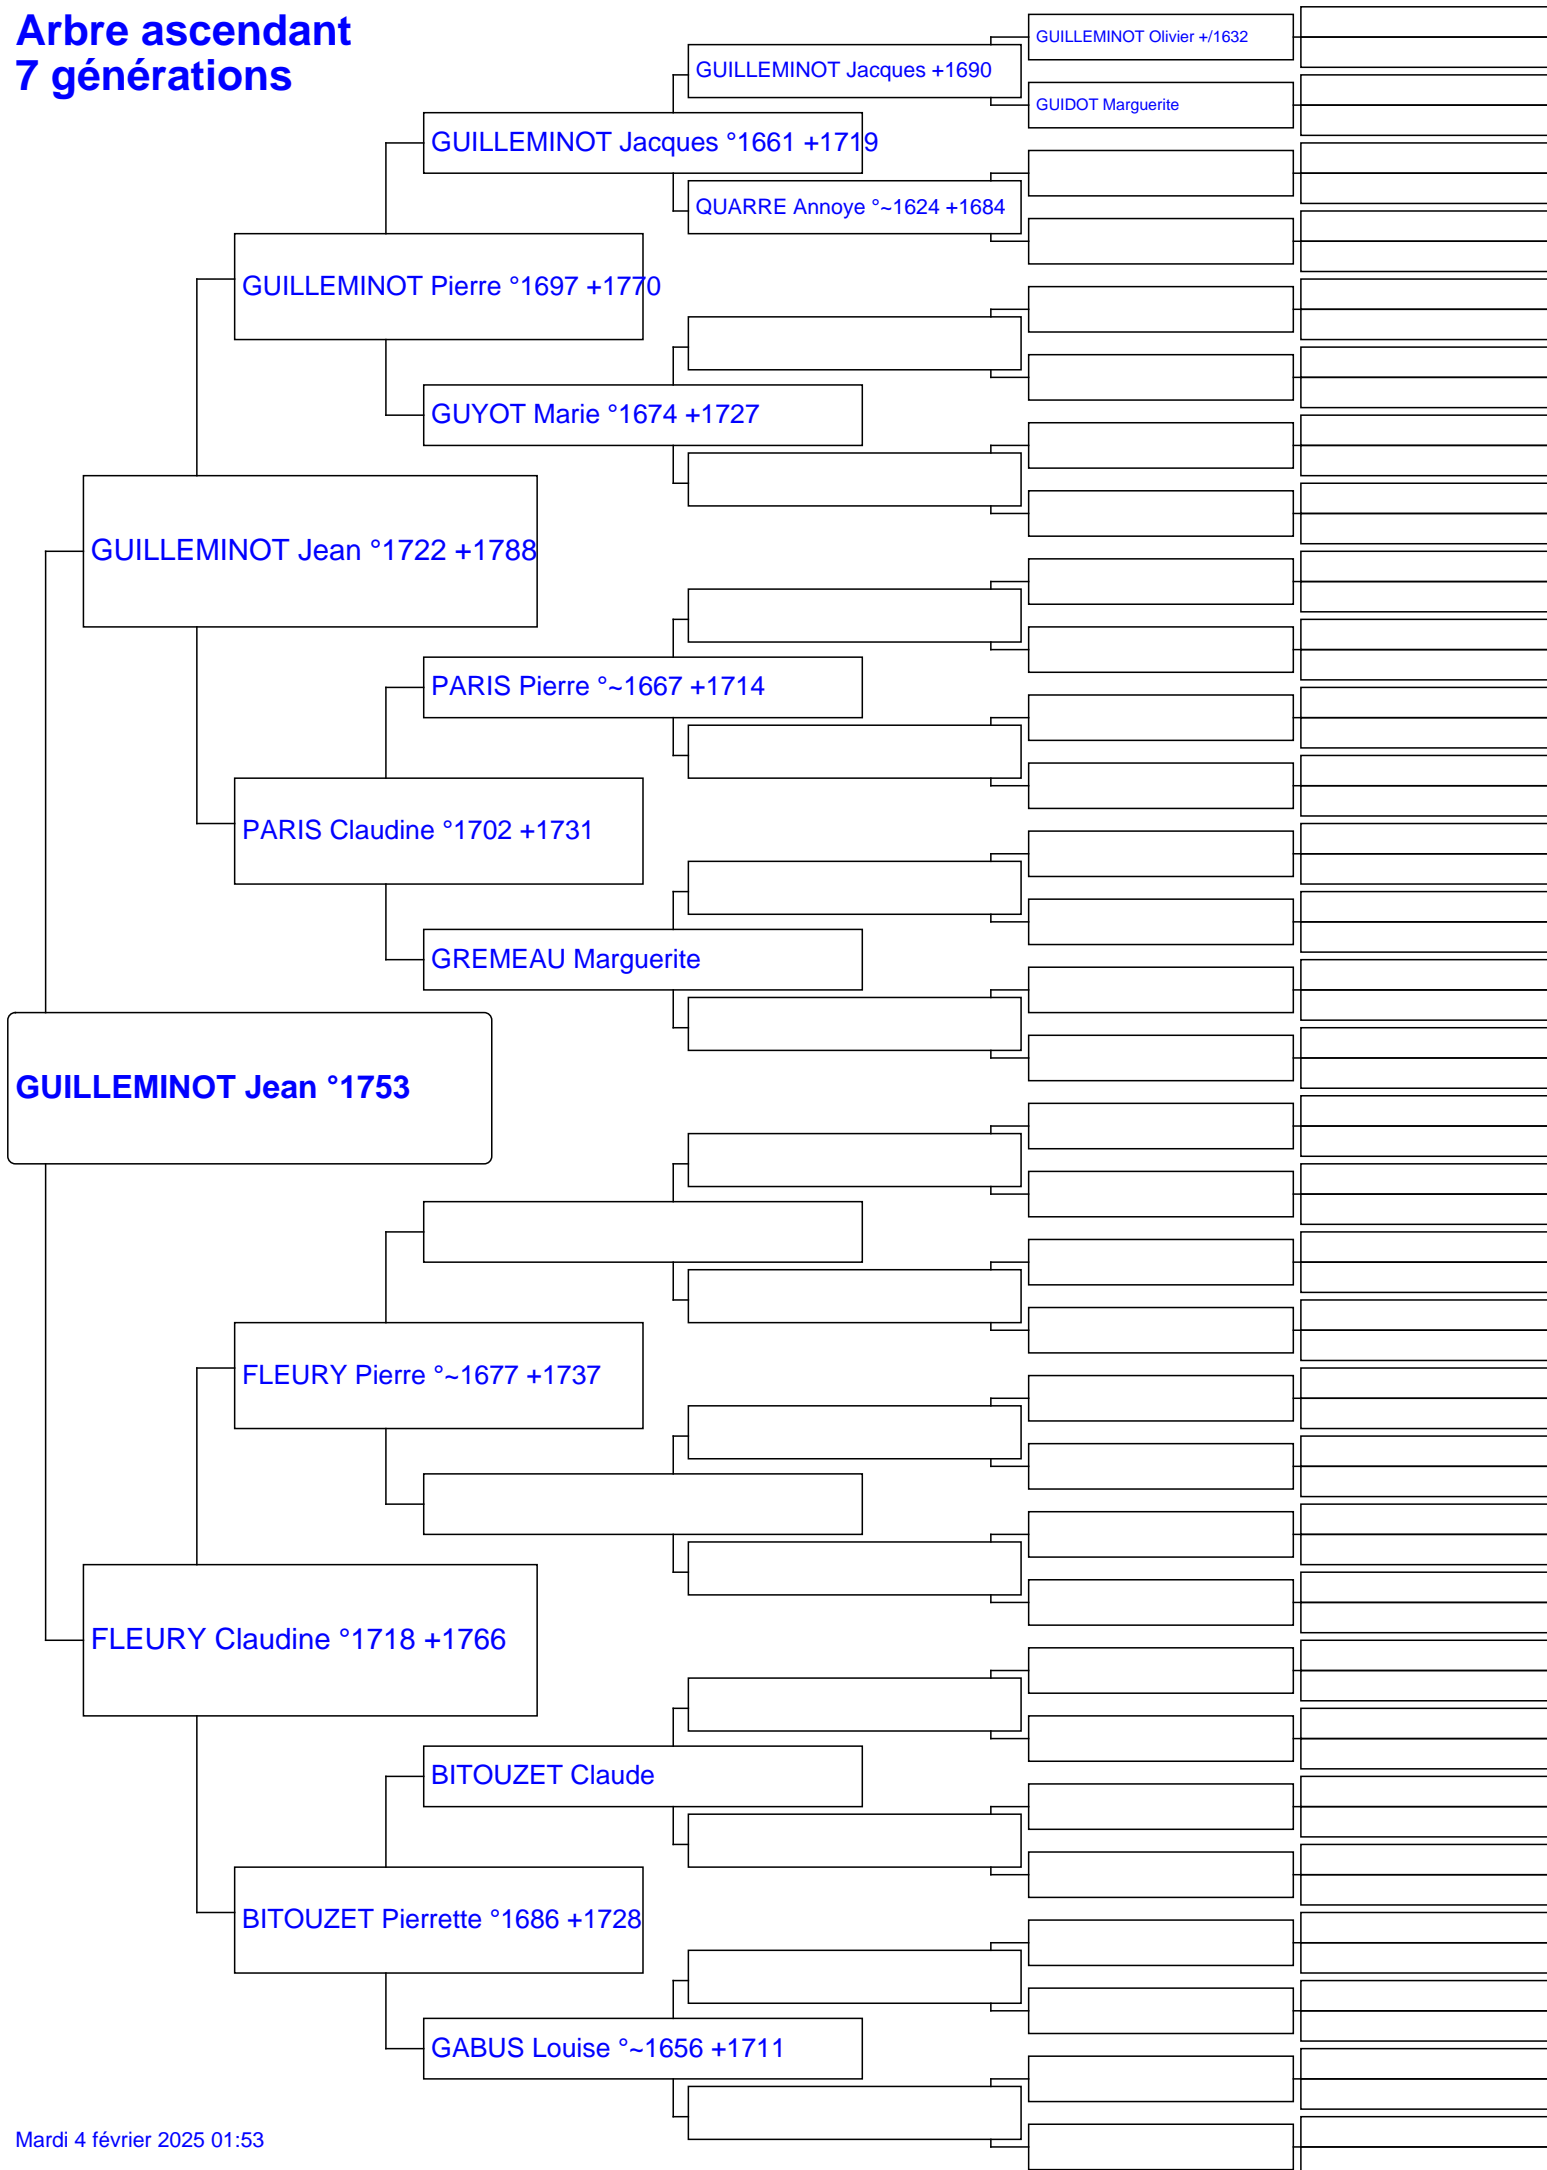 Arbre ascendant
7 générations
GUILLEMINOT Olivier +/1632
GUILLEMINOT Jacques +1690
GUIDOT Marguerite
GUILLEMINOT Jacques °1661 +1719
QUARRE Annoye °~1624 +1684
GUILLEMINOT Pierre °1697 +1770
GUYOT Marie °1674 +1727
GUILLEMINOT Jean °1722 +1788
PARIS Pierre °~1667 +1714
PARIS Claudine °1702 +1731
GREMEAU Marguerite
GUILLEMINOT Jean °1753
FLEURY Pierre °~1677 +1737
FLEURY Claudine °1718 +1766
BITOUZET Claude
BITOUZET Pierrette °1686 +1728
GABUS Louise °~1656 +1711
Mardi 4 février 2025 01:53